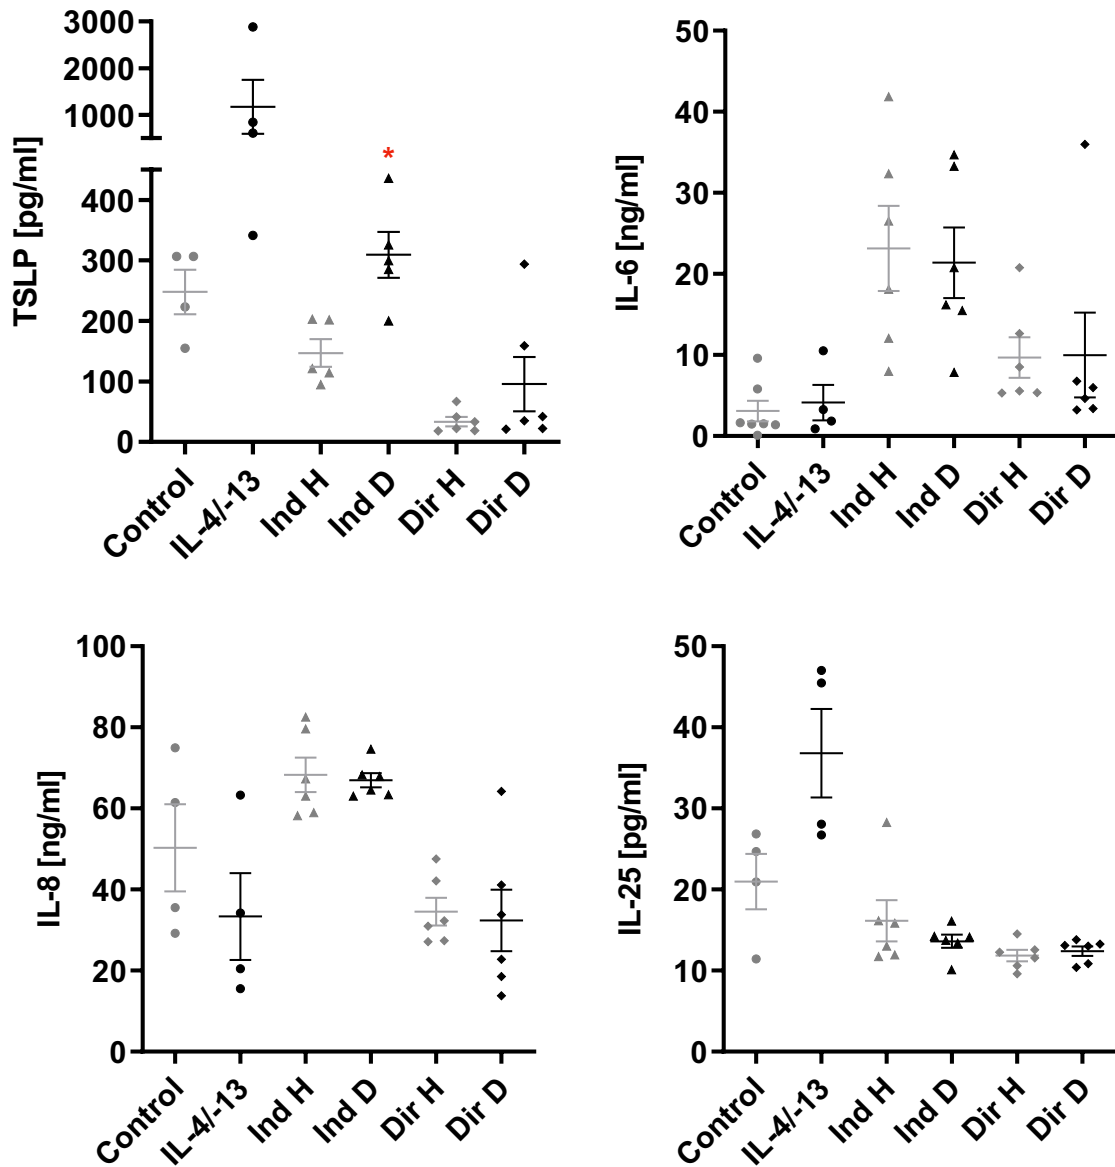 TSLP [pg/ml]
3000
2000
1000
400
300
200
100
0
*
Control
IL-4/-13
Ind H
Ind D
Dir H
Dir D
IL-6 [ng/ml]
50
40
30
20
10
0
Control
IL-4/-13
Ind H
Ind D
Dir H
Dir D
IL-8 [ng/ml]
100
80
60
40
20
0
Control
IL-4/-13
Ind H
Ind D
Dir H
Dir D
IL-25 [pg/ml]
50
40
30
20
10
0
Control
IL-4/-13
Ind H
Ind D
Dir H
Dir D